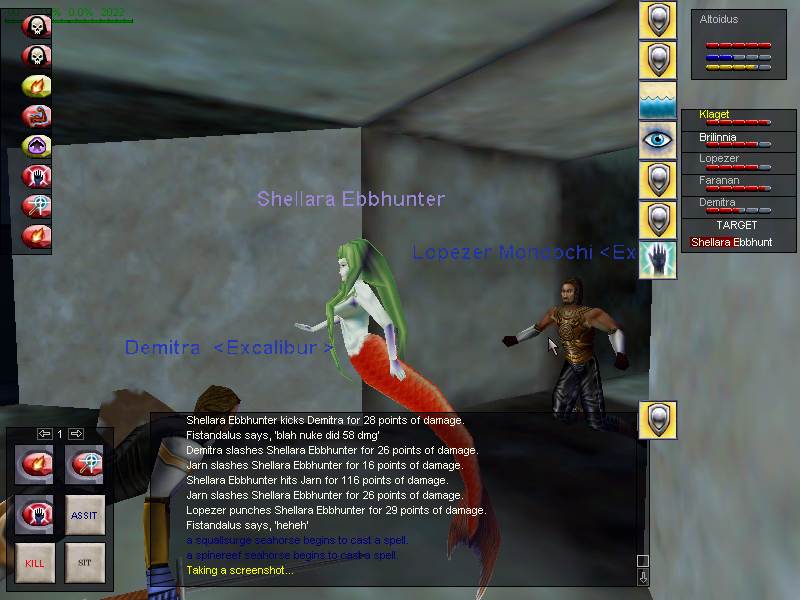 0.0% 2022
Altoidus
Klaget
Brilinnia
Lopezer
Faranan
Demitra
TARGET
Shellara Ebbhunt
Shellara Ebbhunter
Lopezer Mondochi <Ex
Demitra <Excalibur >
Shellara Ebbhunter kicks Demitra for 28 points of damage.
Fistandalus says, 'blah nuke did 58 dmg'
Demitra slashes Shellara Ebbhunter for 26 points of damage.
Jarn slashes Shellara Ebbhunter for 16 points of damage.
Shellara Ebbhunter hits Jarn for 116 points of damage.
Jarn slashes Shellara Ebbhunter for 26 points of damage.
Lopezer punches Shellara Ebbhunter for 29 points of damage.
Fistandalus says, 'heheh'
a squallsurge seahorse begins to cast a spell.
a spinereef seahorse begins to cast a spell.
Taking a screenshot...
1
ASSIT
KILL
SIT